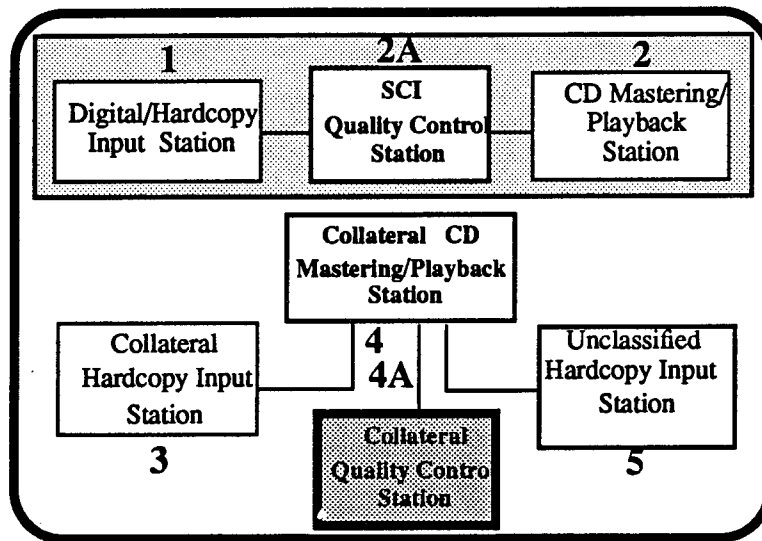 1
2A
2
Digital/Hardcopy
Input Station
SCI
Quality Control
Station
CD Mastering/
Playback
Station
Collateral CD
Mastering/Playback
Station
Collateral
Hardcopy Input
Station
3
4
4A
Unclassified
Hardcopy Input
Station
5
Collateral
Quality Contro
Station